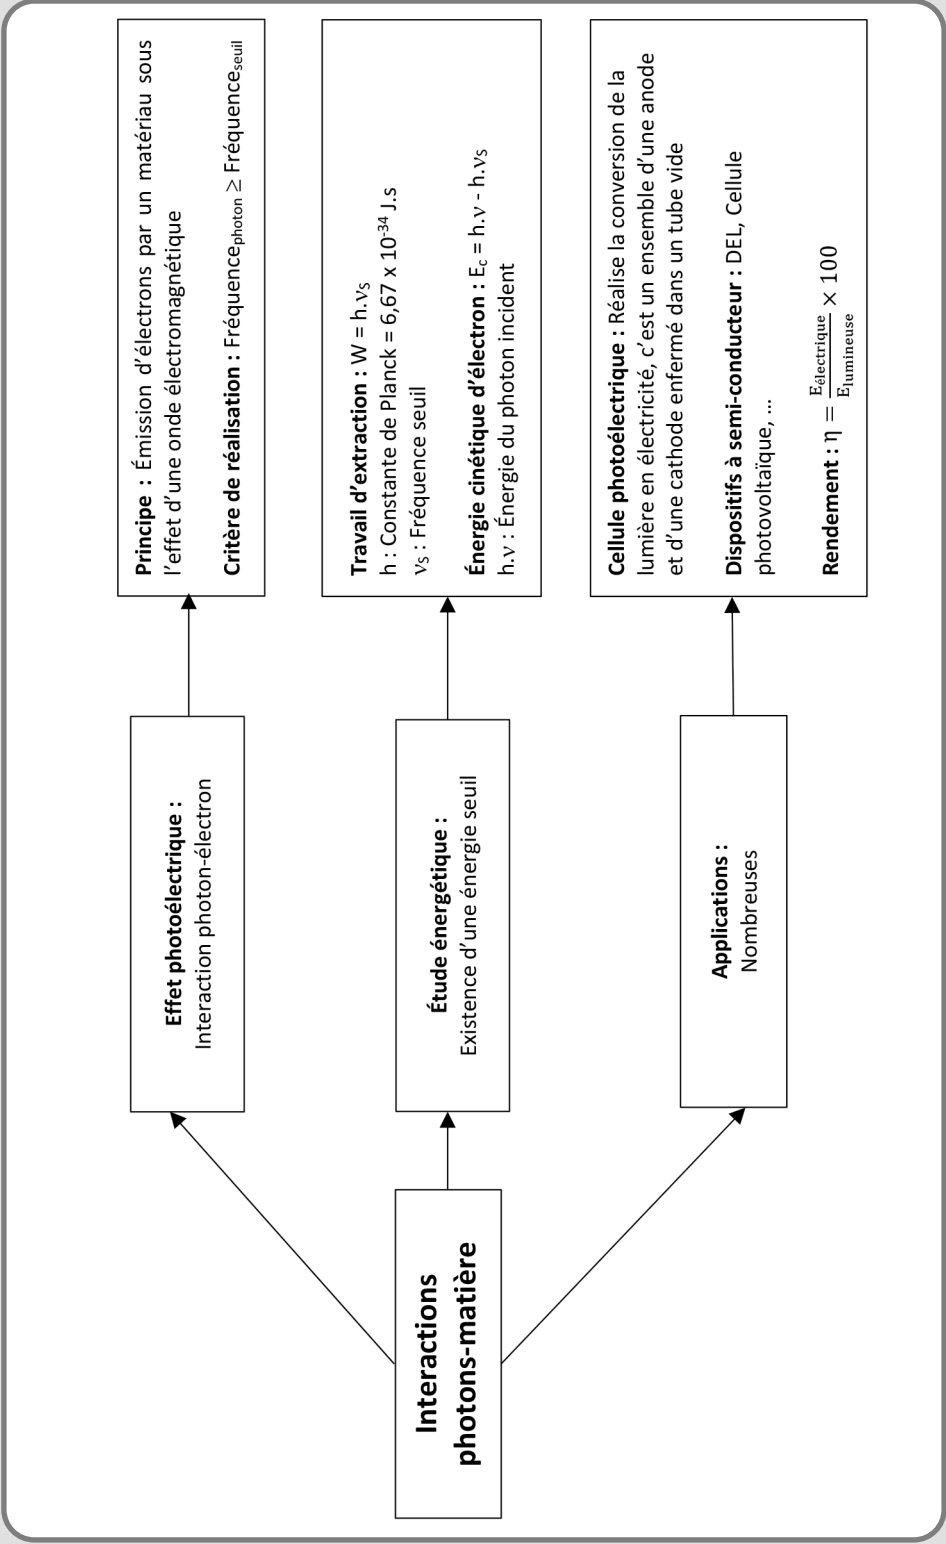 Interactions
photons-matière
Effet photoélectrique :
Interaction photon-électron
Principe : Émission d'électrons par un matériau sous
l'effet d'une onde électromagnétique
Critère de réalisation : Fréquencephoton ≥ Fréquenceseuil
Étude énergétique :
Existence d'une énergie seuil
Travail d'extraction : W = h.νS
h : Constante de Planck = 6,67 x 10^-34 J.s
νS : Fréquence seuil
Énergie cinétique d'électron : Ec = h.ν - h.νS
h.ν : Énergie du photon incident
Applications :
Nombreuses
Cellule photoélectrique : Réalise la conversion de la
lumière en électricité, c'est un ensemble d'une anode
et d'une cathode enfermé dans un tube vide
Dispositifs à semi-conducteur : DEL, Cellule
photovoltaïque, ...
Rendement : η = Eélectrique / Elumineuse × 100